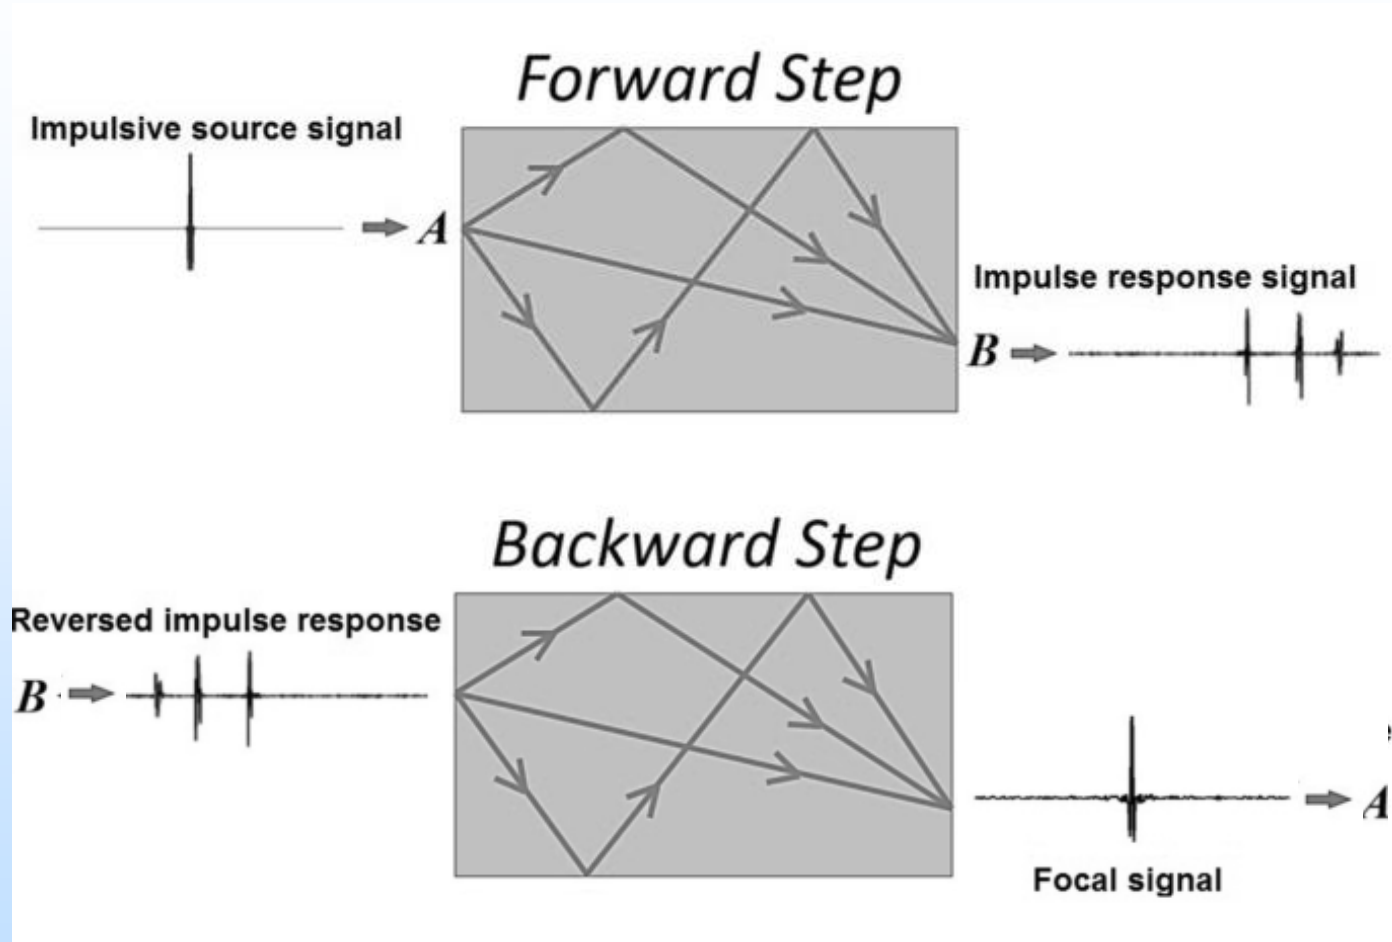 Forward Step
Impulsive source signal
A
Impulse response signal
B
Backward Step
Reversed impulse response
B
A
Focal signal